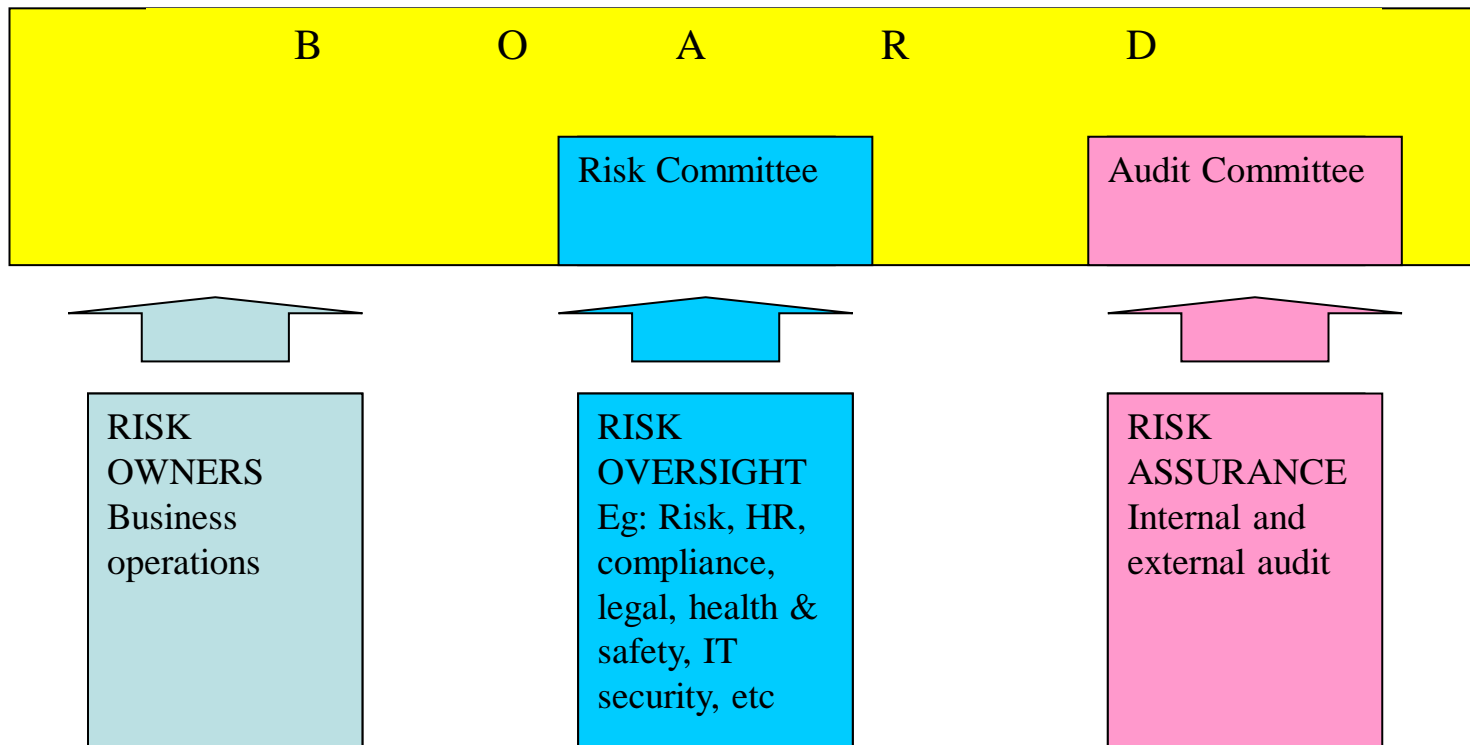 B O A R D
Risk Committee
Audit Committee
RISK
OWNERS
Business
operations
RISK
OVERSIGHT
Eg: Risk, HR,
compliance,
legal, health &
safety, IT
security, etc
RISK
ASSURANCE
Internal and
external audit